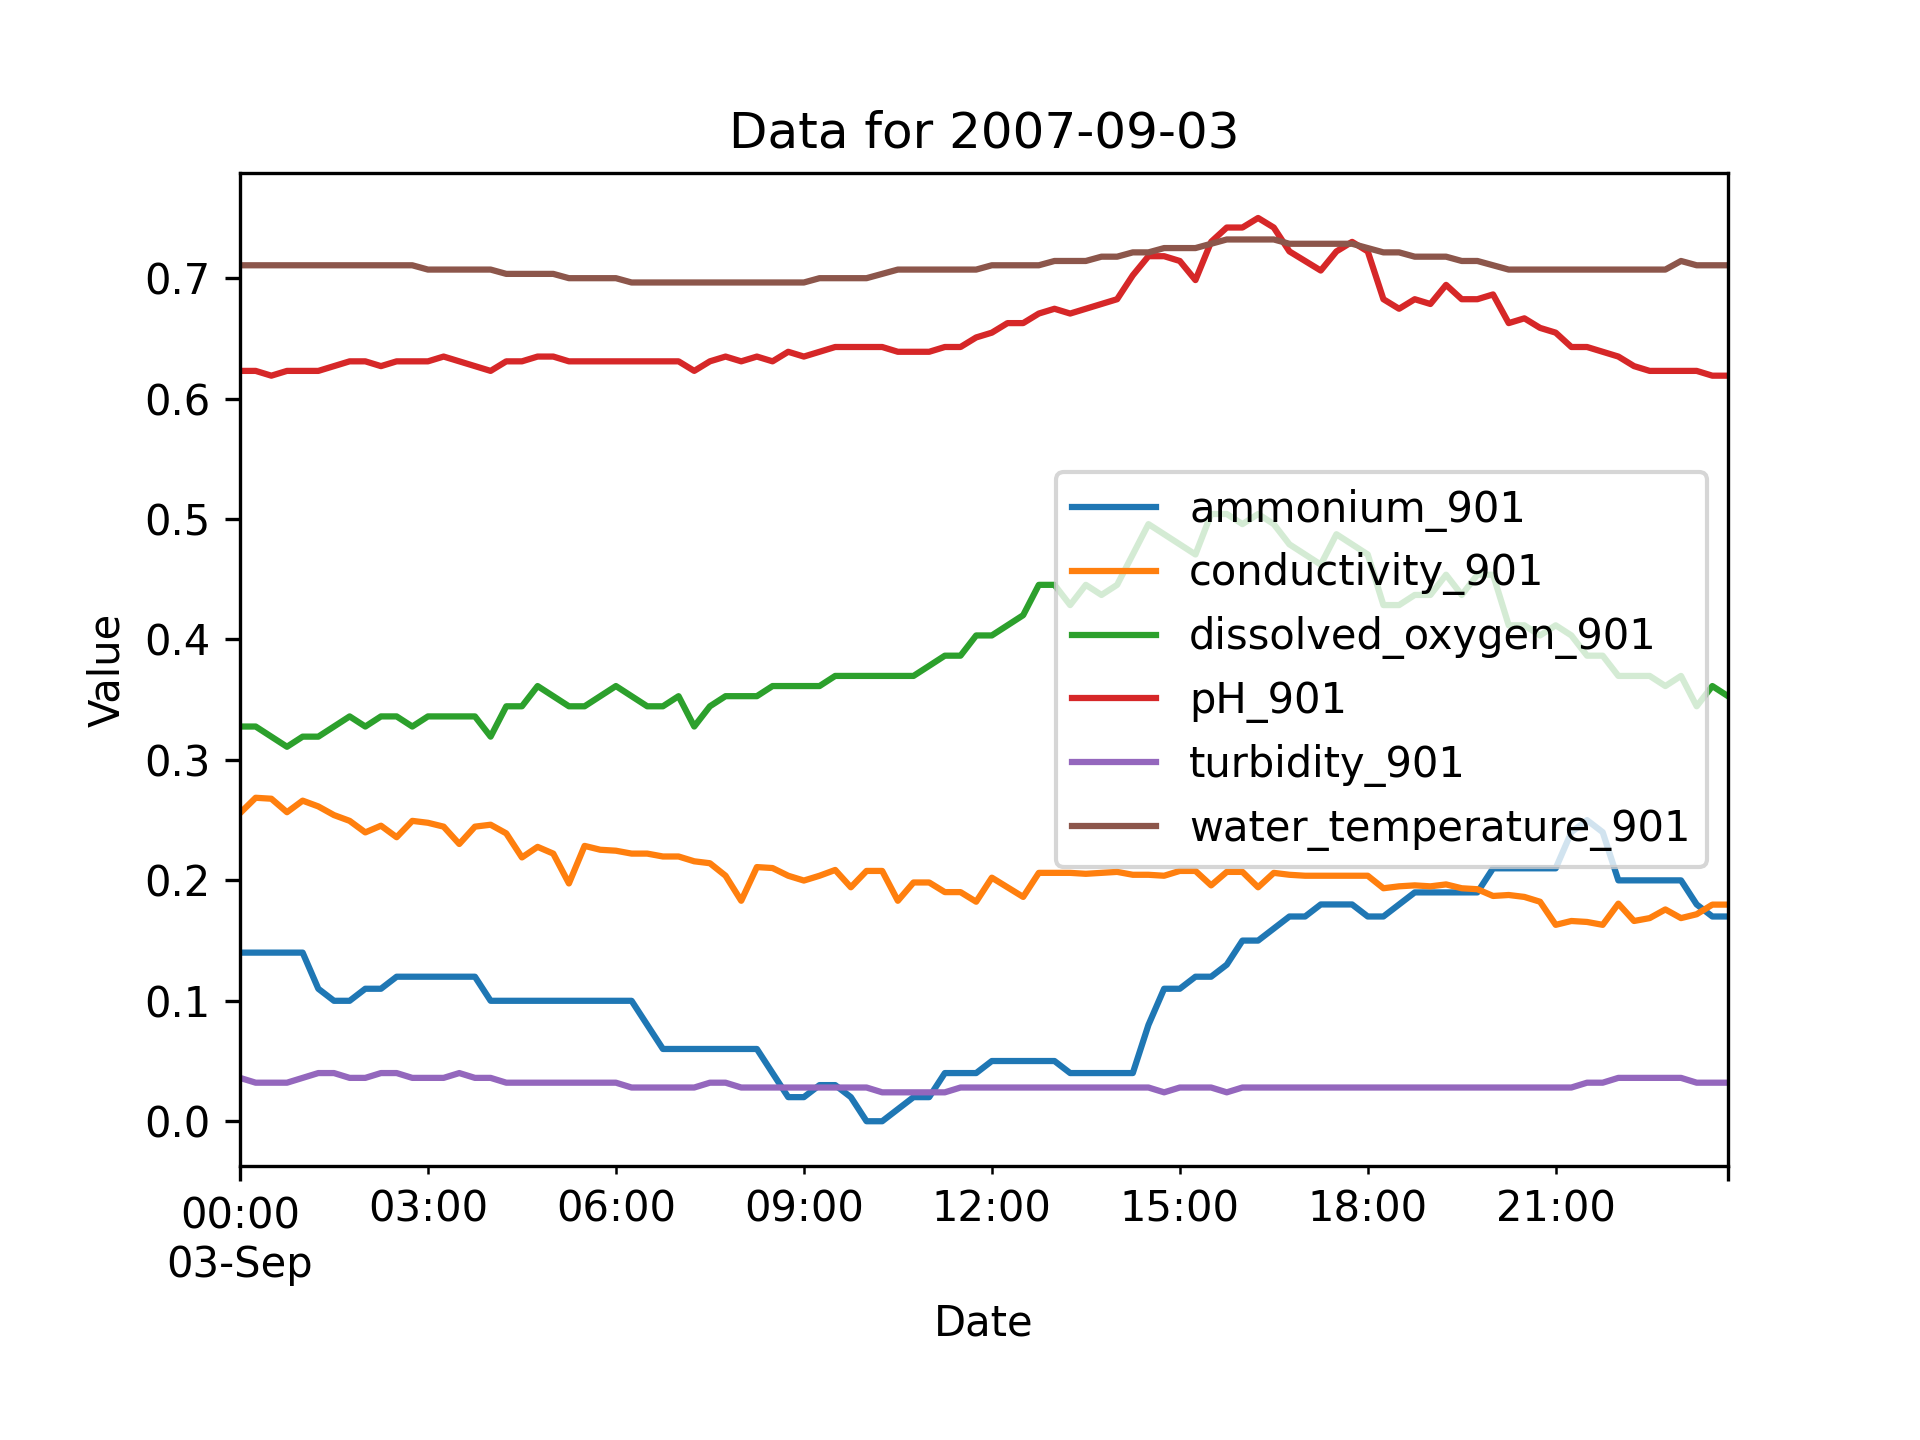 Data for 2007-09-03
Value
0.7
0.6
0.5
0.4
0.3
0.2
0.1
0.0
ammonium_901
conductivity_901
dissolved_oxygen_901
pH_901
turbidity_901
water_temperature_901
00:00 03:00 06:00 09:00 12:00 15:00 18:00 21:00
03-Sep
Date